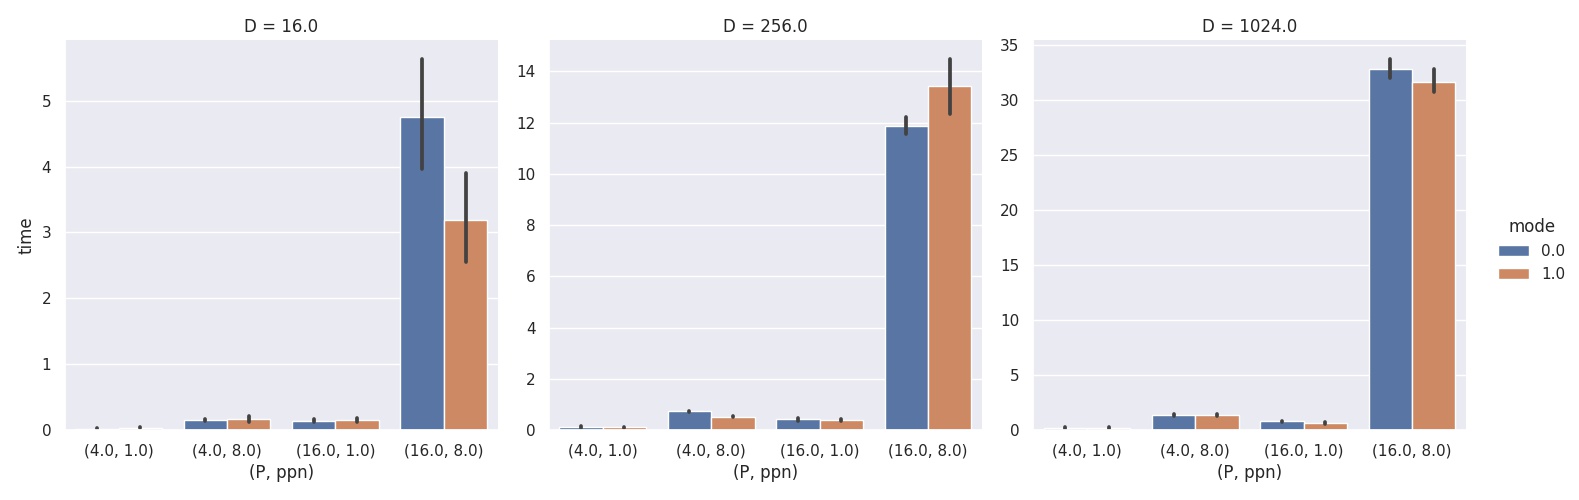 D = 16.0
D = 256.0
D = 1024.0
time
5
4
3
2
1
0
(4.0, 1.0) (4.0, 8.0) (16.0, 1.0) (16.0, 8.0)
(P, ppn)
14
12
10
8
6
4
2
0
(4.0, 1.0) (4.0, 8.0) (16.0, 1.0) (16.0, 8.0)
(P, ppn)
35
30
25
20
15
10
5
0
(4.0, 1.0) (4.0, 8.0) (16.0, 1.0) (16.0, 8.0)
(P, ppn)
mode
0.0
1.0